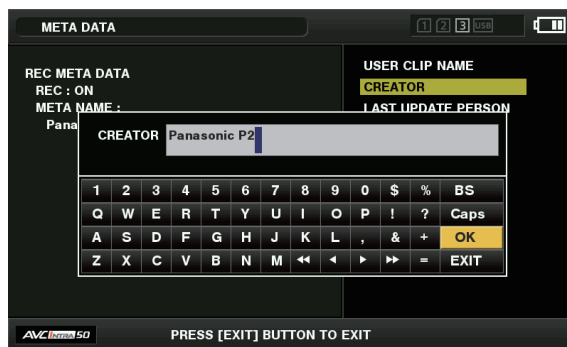 META DATA
1 2 3 USB
REC META DATA
REC : ON
META NAME :
Pana
USER CLIP NAME
CREATOR
LAST UPDATE PERSON
CREATOR Panasonic P2
1 2 3 4 5 6 7 8 9 0 $ % BS
Q W E R T Y U I O P ! ? Caps
A S D F G H J K L , & + OK
Z X C V B N M ◄◄ ◄ ► ►► = EXIT
AVC INTRA 50
PRESS [EXIT] BUTTON TO EXIT